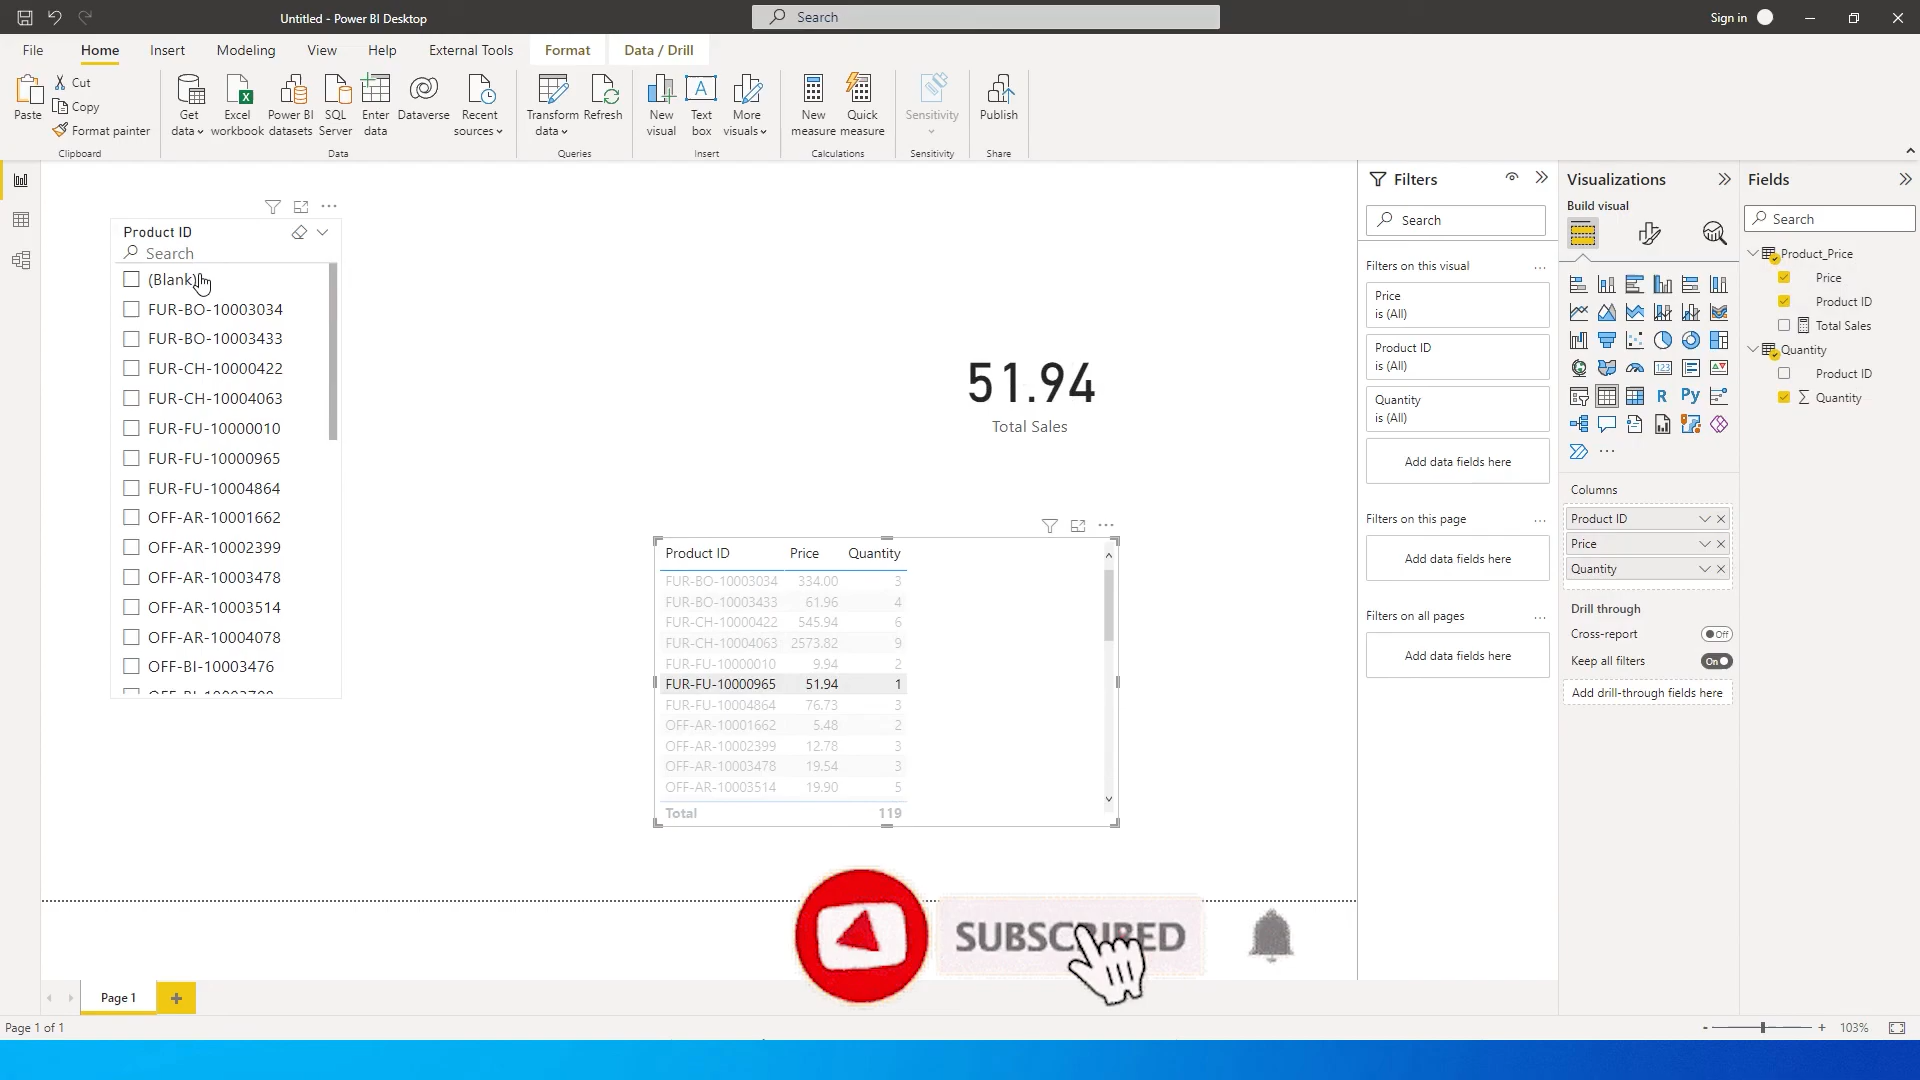 Untitled - Power BI Desktop
Search
Sign in
File
Home
Insert
Modeling
View
Help
External Tools
Format
Data / Drill
Paste
Cut
Copy
Format painter
Clipboard
Get data
Excel workbook
Power BI datasets
SQL Server
Enter data
Dataverse
Recent sources
Data
Transform data
Refresh
Queries
New visual
Text box
More visuals
Insert
New measure
Quick measure
Calculations
Sensitivity
Sensitivity
Publish
Share
Product ID
Search
(Blank)
FUR-BO-10003034
FUR-BO-10003433
FUR-CH-10000422
FUR-CH-10004063
FUR-FU-10000010
FUR-FU-10000965
FUR-FU-10004864
OFF-AR-10001662
OFF-AR-10002399
OFF-AR-10003478
OFF-AR-10003514
OFF-AR-10004078
OFF-BI-10003476
51.94
Total Sales
Product ID Price Quantity
FUR-BO-10003034 334.00 3
FUR-BO-10003433 61.96 4
FUR-CH-10000422 545.94 6
FUR-CH-10004063 2573.82 9
FUR-FU-10000010 9.94 2
FUR-FU-10000965 51.94 1
FUR-FU-10004864 76.73 3
OFF-AR-10001662 5.48 2
OFF-AR-10002399 12.78 3
OFF-AR-10003478 19.54 3
OFF-AR-10003514 19.90 5
Total 119
SUBSCRIBED
Filters
Search
Filters on this visual
Price
is (All)
Product ID
is (All)
Quantity
is (All)
Add data fields here
Filters on this page
Add data fields here
Filters on all pages
Add data fields here
Visualizations
Build visual
R
Py
123
Columns
Product ID
Price
Quantity
Drill through
Cross-report
Off
Keep all filters
On
Add drill-through fields here
Fields
Search
Product_Price
Price
Product ID
Total Sales
Quantity
Product ID
Quantity
Page 1
Page 1 of 1
103%